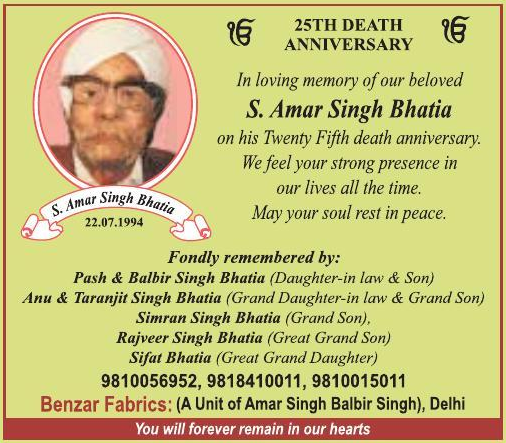 ੴ 25TH DEATH ੴ
ANNIVERSARY
In loving memory of our beloved
S. Amar Singh Bhatia
on his Twenty Fifth death anniversary.
We feel your strong presence in
our lives all the time.
May your soul rest in peace.
S. Amar Singh Bhatia
22.07.1994
Fondly remembered by:
Pash & Balbir Singh Bhatia (Daughter-in law & Son)
Anu & Taranjit Singh Bhatia (Grand Daughter-in law & Grand Son)
Simran Singh Bhatia (Grand Son),
Rajveer Singh Bhatia (Great Grand Son)
Sifat Bhatia (Great Grand Daughter)
9810056952, 9818410011, 9810015011
Benzar Fabrics: (A Unit of Amar Singh Balbir Singh), Delhi
You will forever remain in our hearts